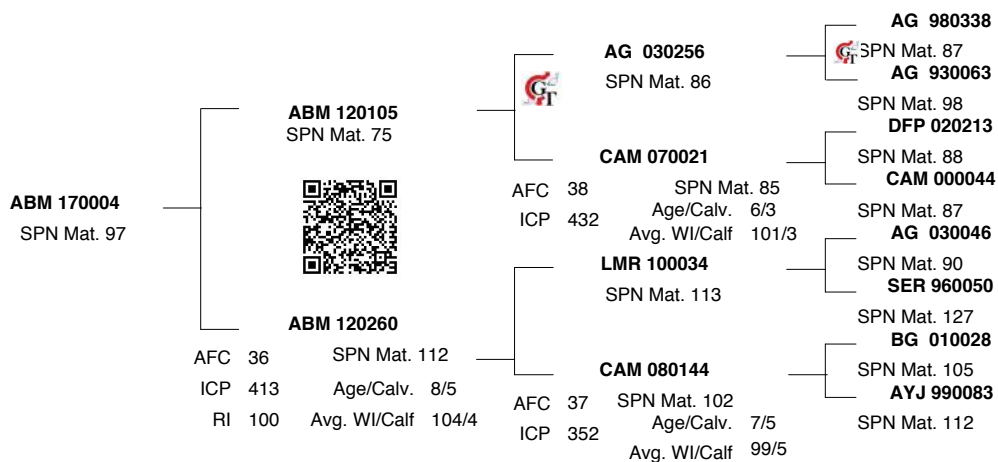 ABM 170004
SPN Mat. 97
ABM 120105
SPN Mat. 75
ABM 120260
AFC 36 SPN Mat. 112
ICP 413 Age/Calv. 8/5
RI 100 Avg. WI/Calf 104/4
AG 030256
SPN Mat. 86
GT
CAM 070021
AFC 38 SPN Mat. 85
ICP 432 Age/Calv. 6/3
Avg. WI/Calf 101/3
LMR 100034
SPN Mat. 113
CAM 080144
AFC 37 SPN Mat. 102
ICP 352 Age/Calv. 7/5
Avg. WI/Calf 99/5
AG 980338
GT SPN Mat. 87
AG 930063
SPN Mat. 98
DFP 020213
SPN Mat. 88
CAM 000044
SPN Mat. 87
AG 030046
SPN Mat. 90
SER 960050
SPN Mat. 127
BG 010028
SPN Mat. 105
AYJ 990083
SPN Mat. 112